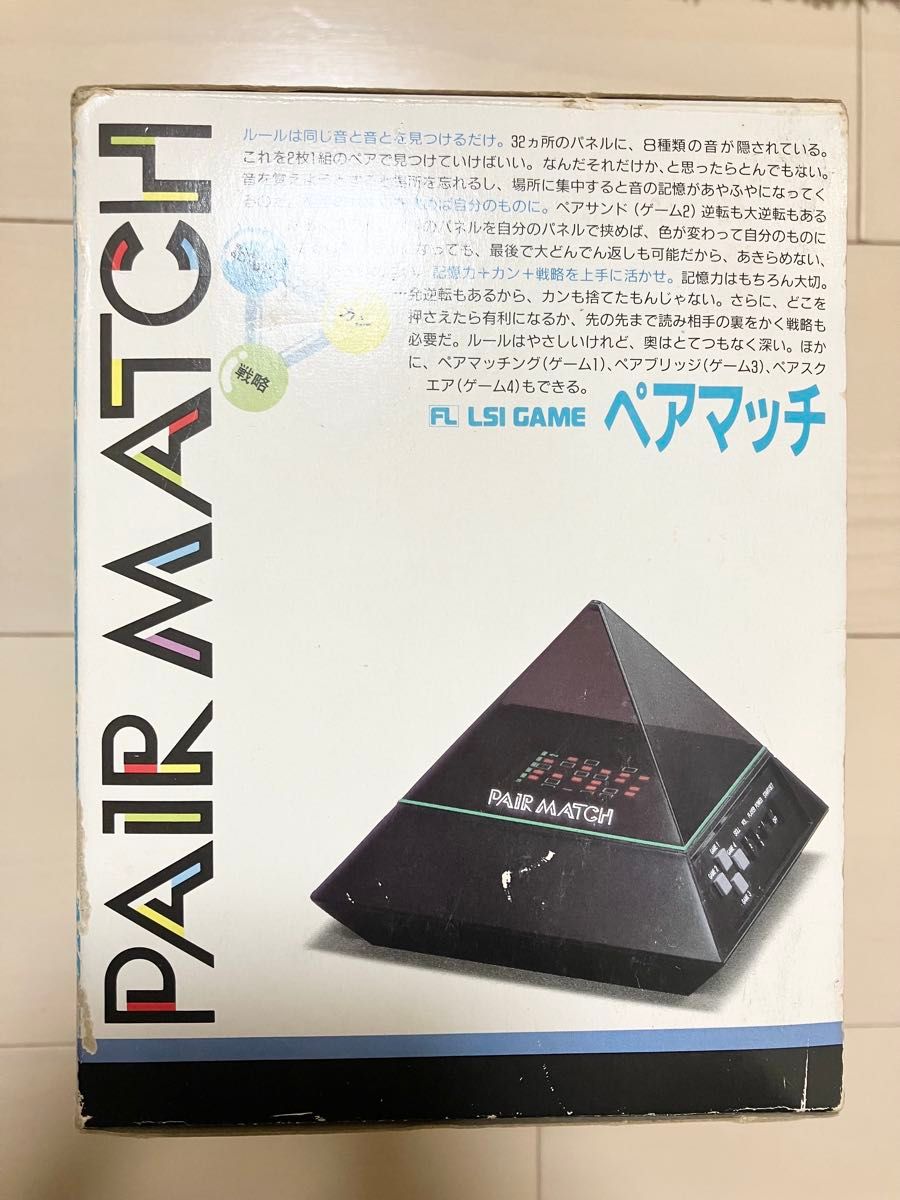 PAIR MATCH
ルールは同じ音と音とを見つけるだけ。32ヵ所のパネルに、8種類の音が隠されている。
これを2枚1組のペアで見つけていけばいい。なんだそれだけか、と思ったらとんでもない。
音を覚えようとすると場所を忘れるし、場所に集中すると音の記憶があやふやになってく
ば自分のものに。ペアサンド(ゲーム2)逆転も大逆転もある
のパネルを自分のパネルで挟めば、色が変わって自分のものに
なっても、最後で大どんでん返しも可能だから、あきらめない、
記憶力+カン+戦略を上手に活かせ。記憶力はもちろん大切。
発逆転もあるから、カンも捨てたもんじゃない。さらに、どこを
押さえたら有利になるか、先の先まで読み相手の裏をかく戦略も
必要だ。ルールはやさしいけれど、奥はとてつもなく深い。ほか
に、ペアマッチング(ゲーム1)、ペアブリッジ(ゲーム3)、ペアスク
エア(ゲーム4)もできる。
戦略
FL LSI GAME ペアマッチ
PAIR MATCH